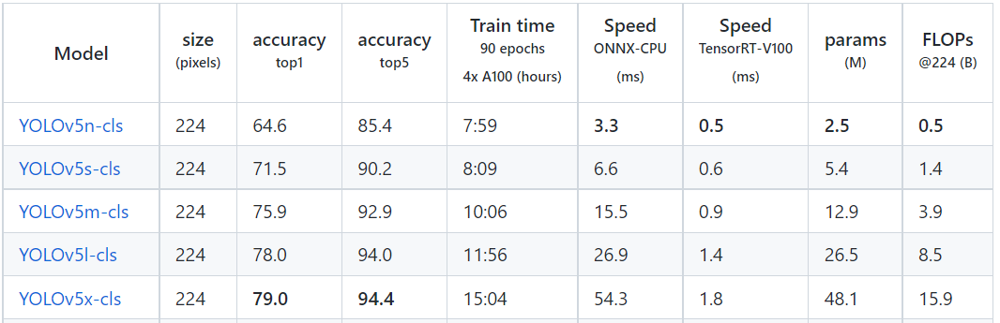 Model size (pixels) accuracy top1 accuracy top5 Train time 90 epochs 4x A100 (hours) Speed ONNX-CPU (ms) Speed TensorRT-V100 (ms) params (M) FLOPs @224 (B)
YOLOv5n-cls 224 64.6 85.4 7:59 3.3 0.5 2.5 0.5
YOLOv5s-cls 224 71.5 90.2 8:09 6.6 0.6 5.4 1.4
YOLOv5m-cls 224 75.9 92.9 10:06 15.5 0.9 12.9 3.9
YOLOv5l-cls 224 78.0 94.0 11:56 26.9 1.4 26.5 8.5
YOLOv5x-cls 224 79.0 94.4 15:04 54.3 1.8 48.1 15.9